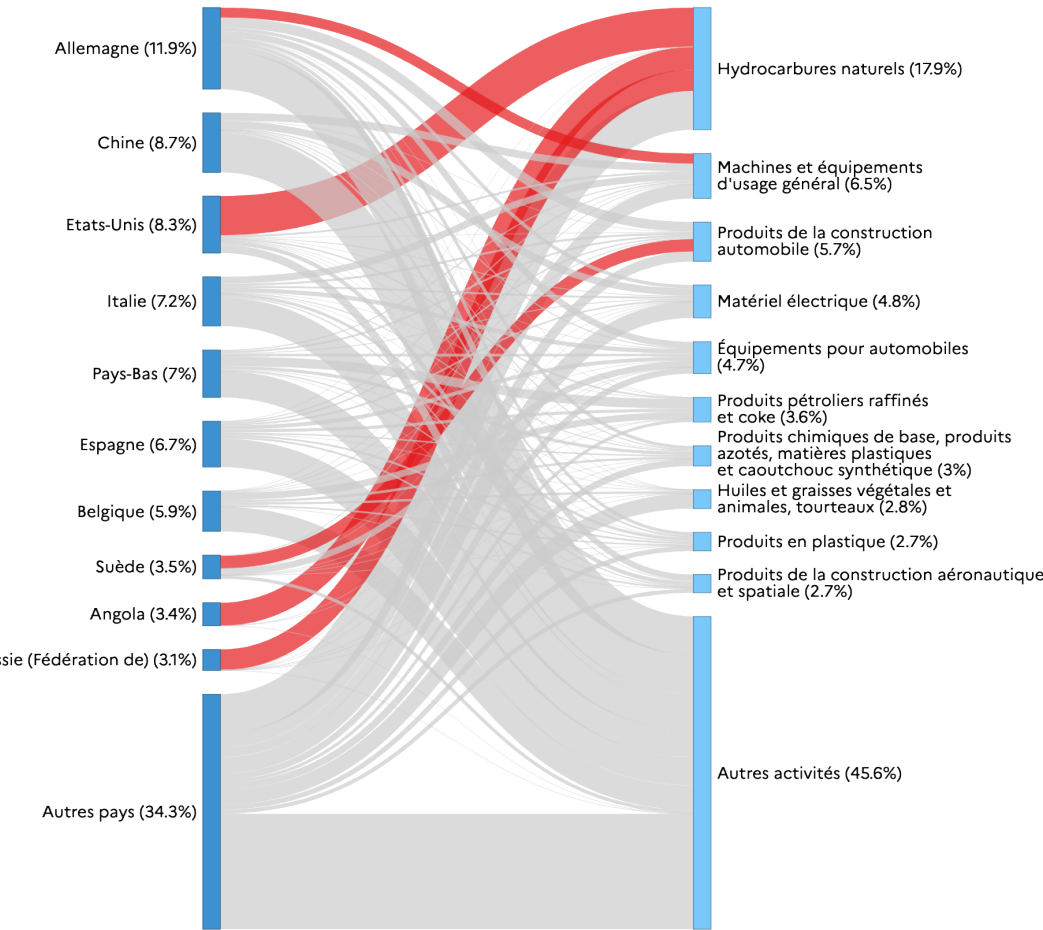 Allemagne (11.9%)
Chine (8.7%)
Etats-Unis (8.3%)
Italie (7.2%)
Pays-Bas (7%)
Espagne (6.7%)
Belgique (5.9%)
Suède (3.5%)
Angola (3.4%)
ssie (Fédération de) (3.1%)
Autres pays (34.3%)
Hydrocarbures naturels (17.9%)
Machines et équipements
d'usage général (6.5%)
Produits de la construction
automobile (5.7%)
Matériel électrique (4.8%)
Équipements pour automobiles
(4.7%)
Produits pétroliers raffinés
et coke (3.6%)
Produits chimiques de base, produits
azotés, matières plastiques
et caoutchouc synthétique (3%)
Huiles et graisses végétales et
animales, tourteaux (2.8%)
Produits en plastique (2.7%)
Produits de la construction aéronautique
et spatiale (2.7%)
Autres activités (45.6%)